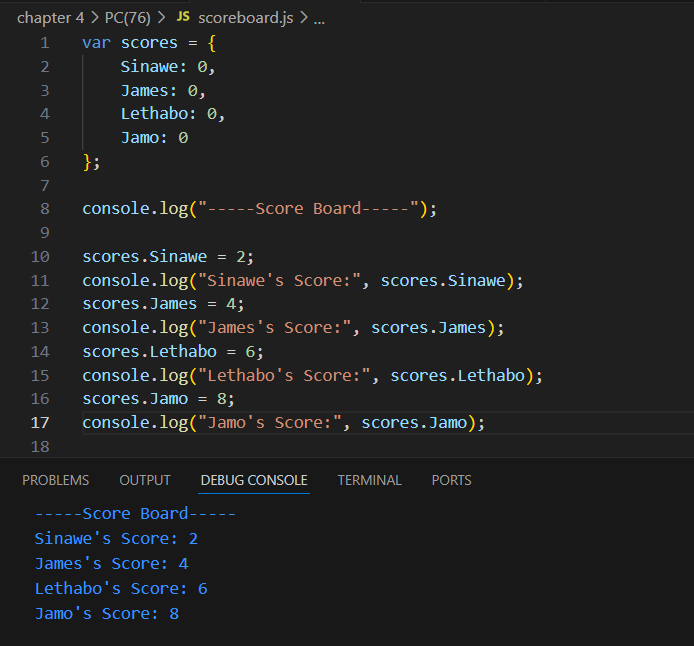 chapter 4 > PC(76) > JS scoreboard.js > ...
1 var scores = {
2     Sinawe: 0,
3     James: 0,
4     Lethabo: 0,
5     Jamo: 0
6 };
7
8 console.log("-----Score Board-----");
9
10 scores.Sinawe = 2;
11 console.log("Sinawe's Score:", scores.Sinawe);
12 scores.James = 4;
13 console.log("James's Score:", scores.James);
14 scores.Lethabo = 6;
15 console.log("Lethabo's Score:", scores.Lethabo);
16 scores.Jamo = 8;
17 console.log("Jamo's Score:", scores.Jamo);
18
PROBLEMS OUTPUT DEBUG CONSOLE TERMINAL PORTS
-----Score Board-----
Sinawe's Score: 2
James's Score: 4
Lethabo's Score: 6
Jamo's Score: 8